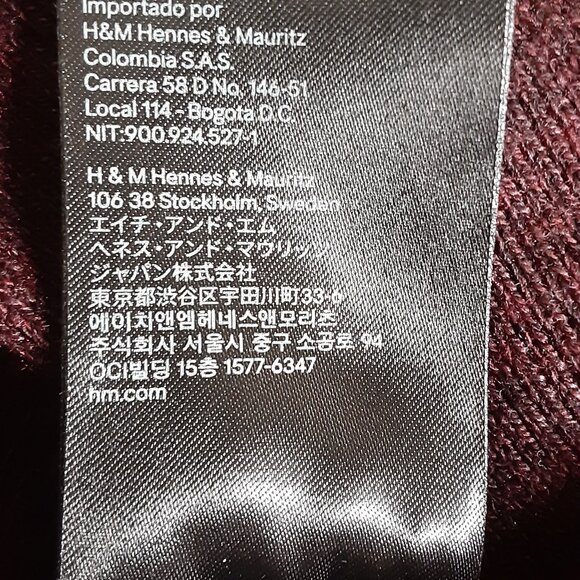 Importado por
H&M Hennes & Mauritz
Colombia S.A.S.
Carrera 58 D No. 146-51
Local 114 - Bogota D.C.
NIT:900.924.527-1
H & M Hennes & Mauritz
106 38 Stockholm, Sweden
エイチ・アンド・エム
ヘネス・アンド・マウリッツ
ジャパン株式会社
東京都渋谷区宇田川町33-6
에이치앤엠헤네스앤모리츠
주식회사 서울시 중구 소공로 94
OCI빌딩 15층 1577-6347
hm.com